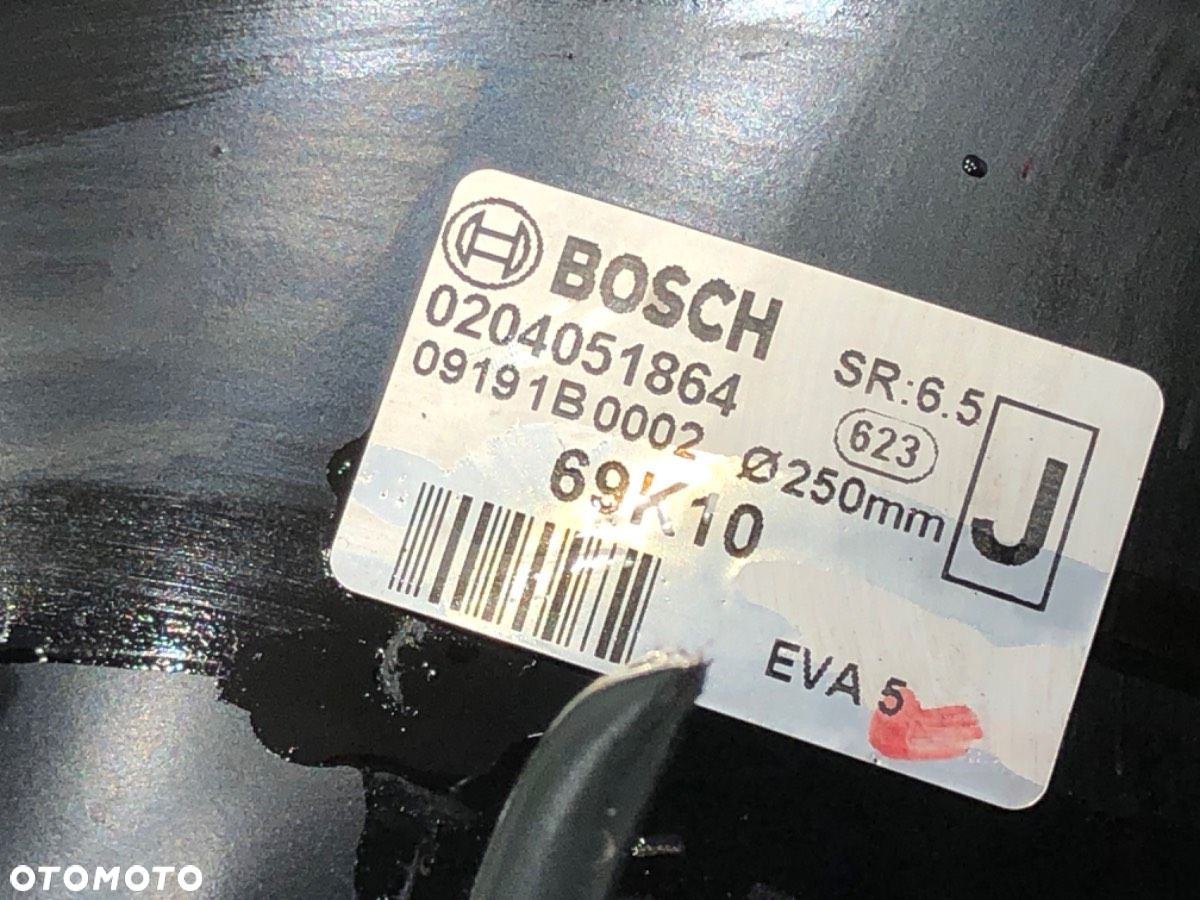 BOSCH
0204051864
SR:6.5
09191B0002
623
J
69K10
Ø250mm
EVA 5
OTOMOTO